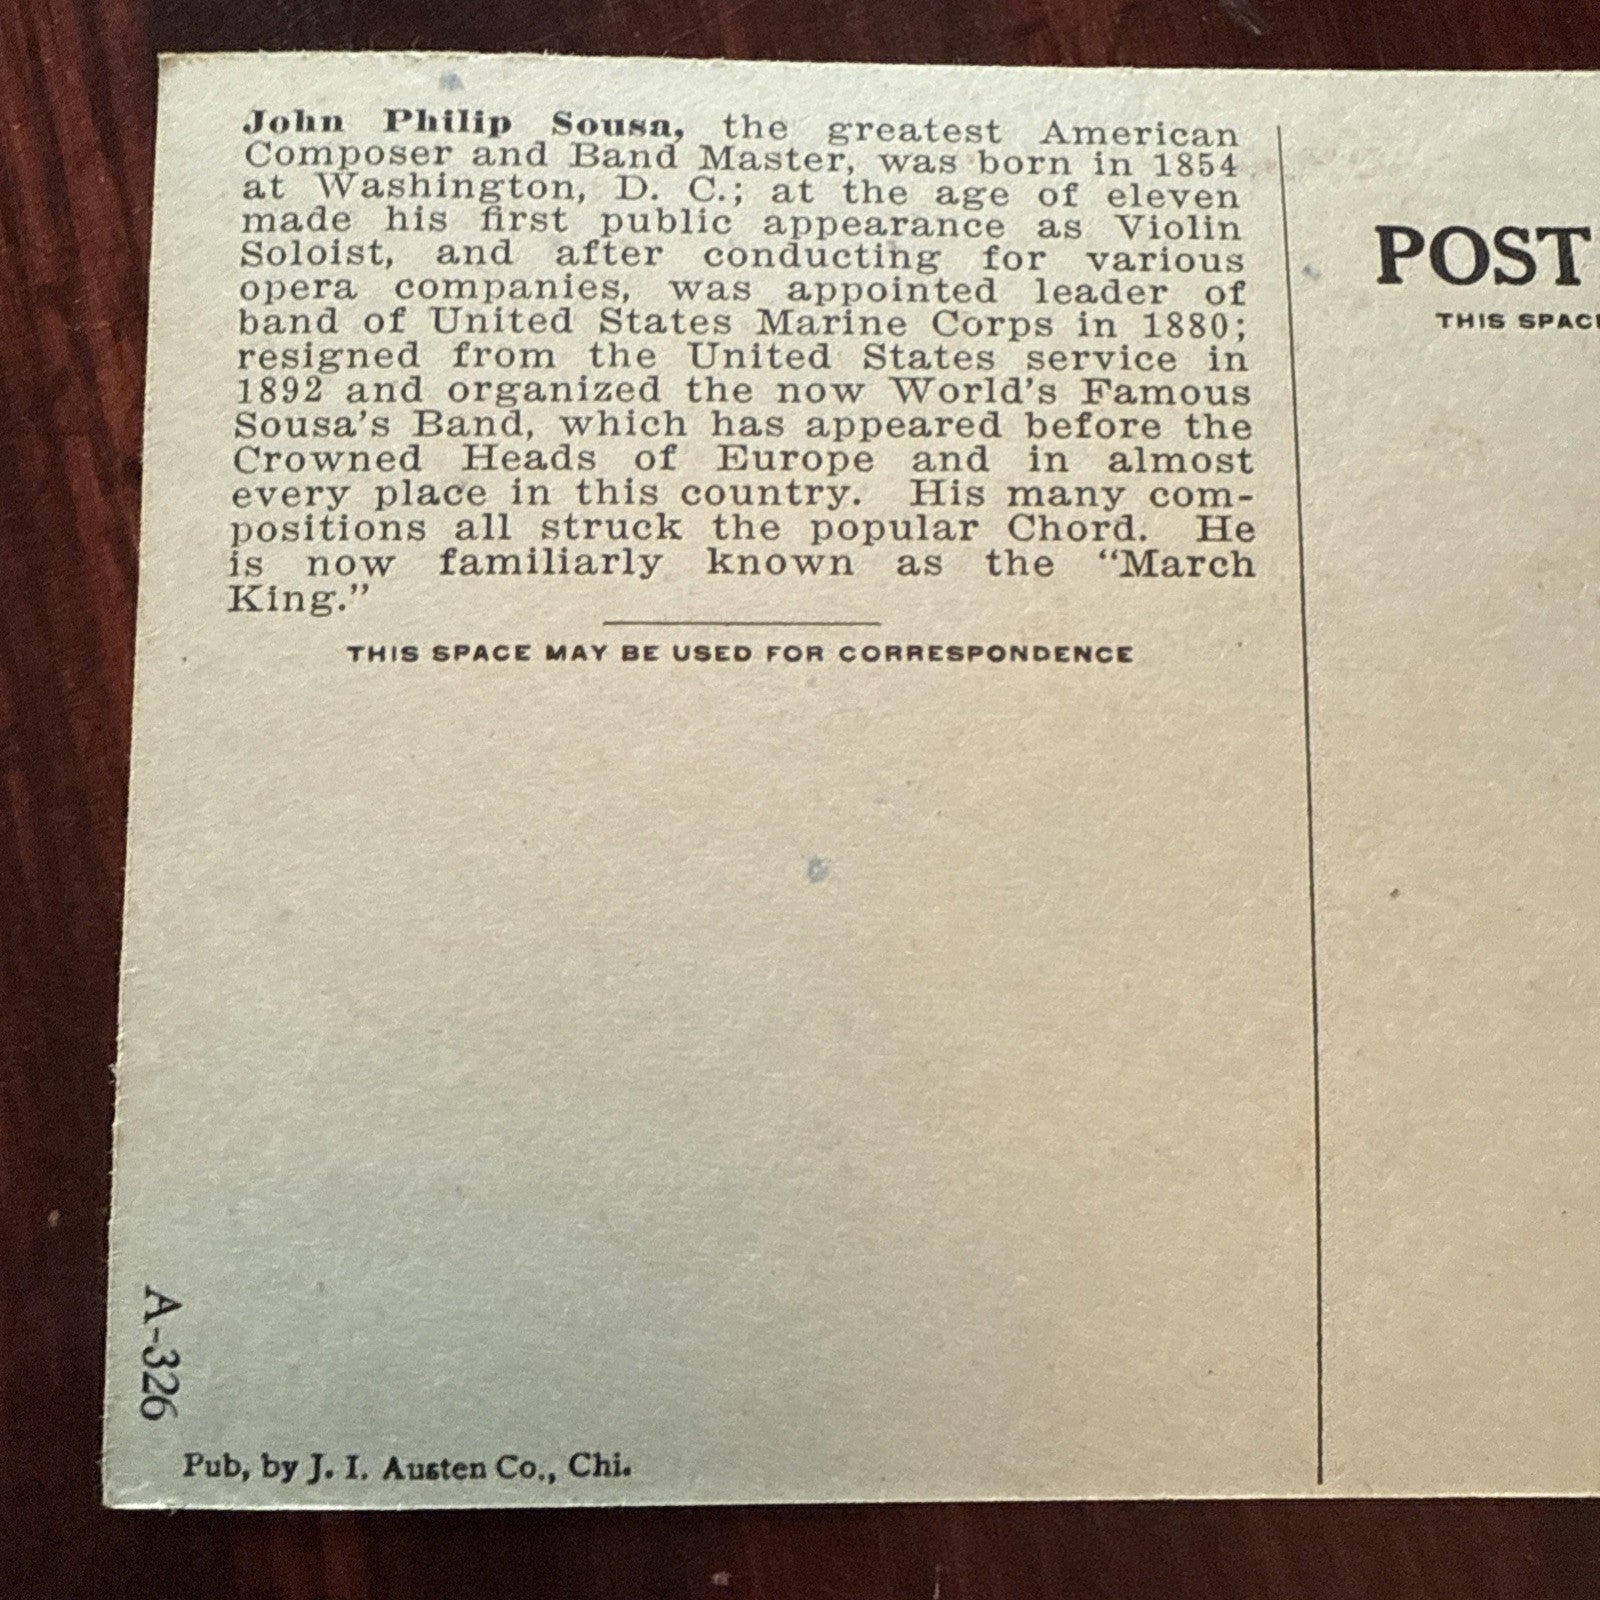 John Philip Sousa, the greatest American
Composer and Band Master, was born in 1854
at Washington, D. C.; at the age of eleven
made his first public appearance as Violin
Soloist, and after conducting for various
opera companies, was appointed leader of
band of United States Marine Corps in 1880;
resigned from the United States service in
1892 and organized the now World's Famous
Sousa's Band, which has appeared before the
Crowned Heads of Europe and in almost
every place in this country. His many com-
positions all struck the popular Chord. He
is now familiarly known as the "March
King."
THIS SPACE MAY BE USED FOR CORRESPONDENCE
A-326
Pub, by J. I. Austen Co., Chi.
POST
THIS SPAC